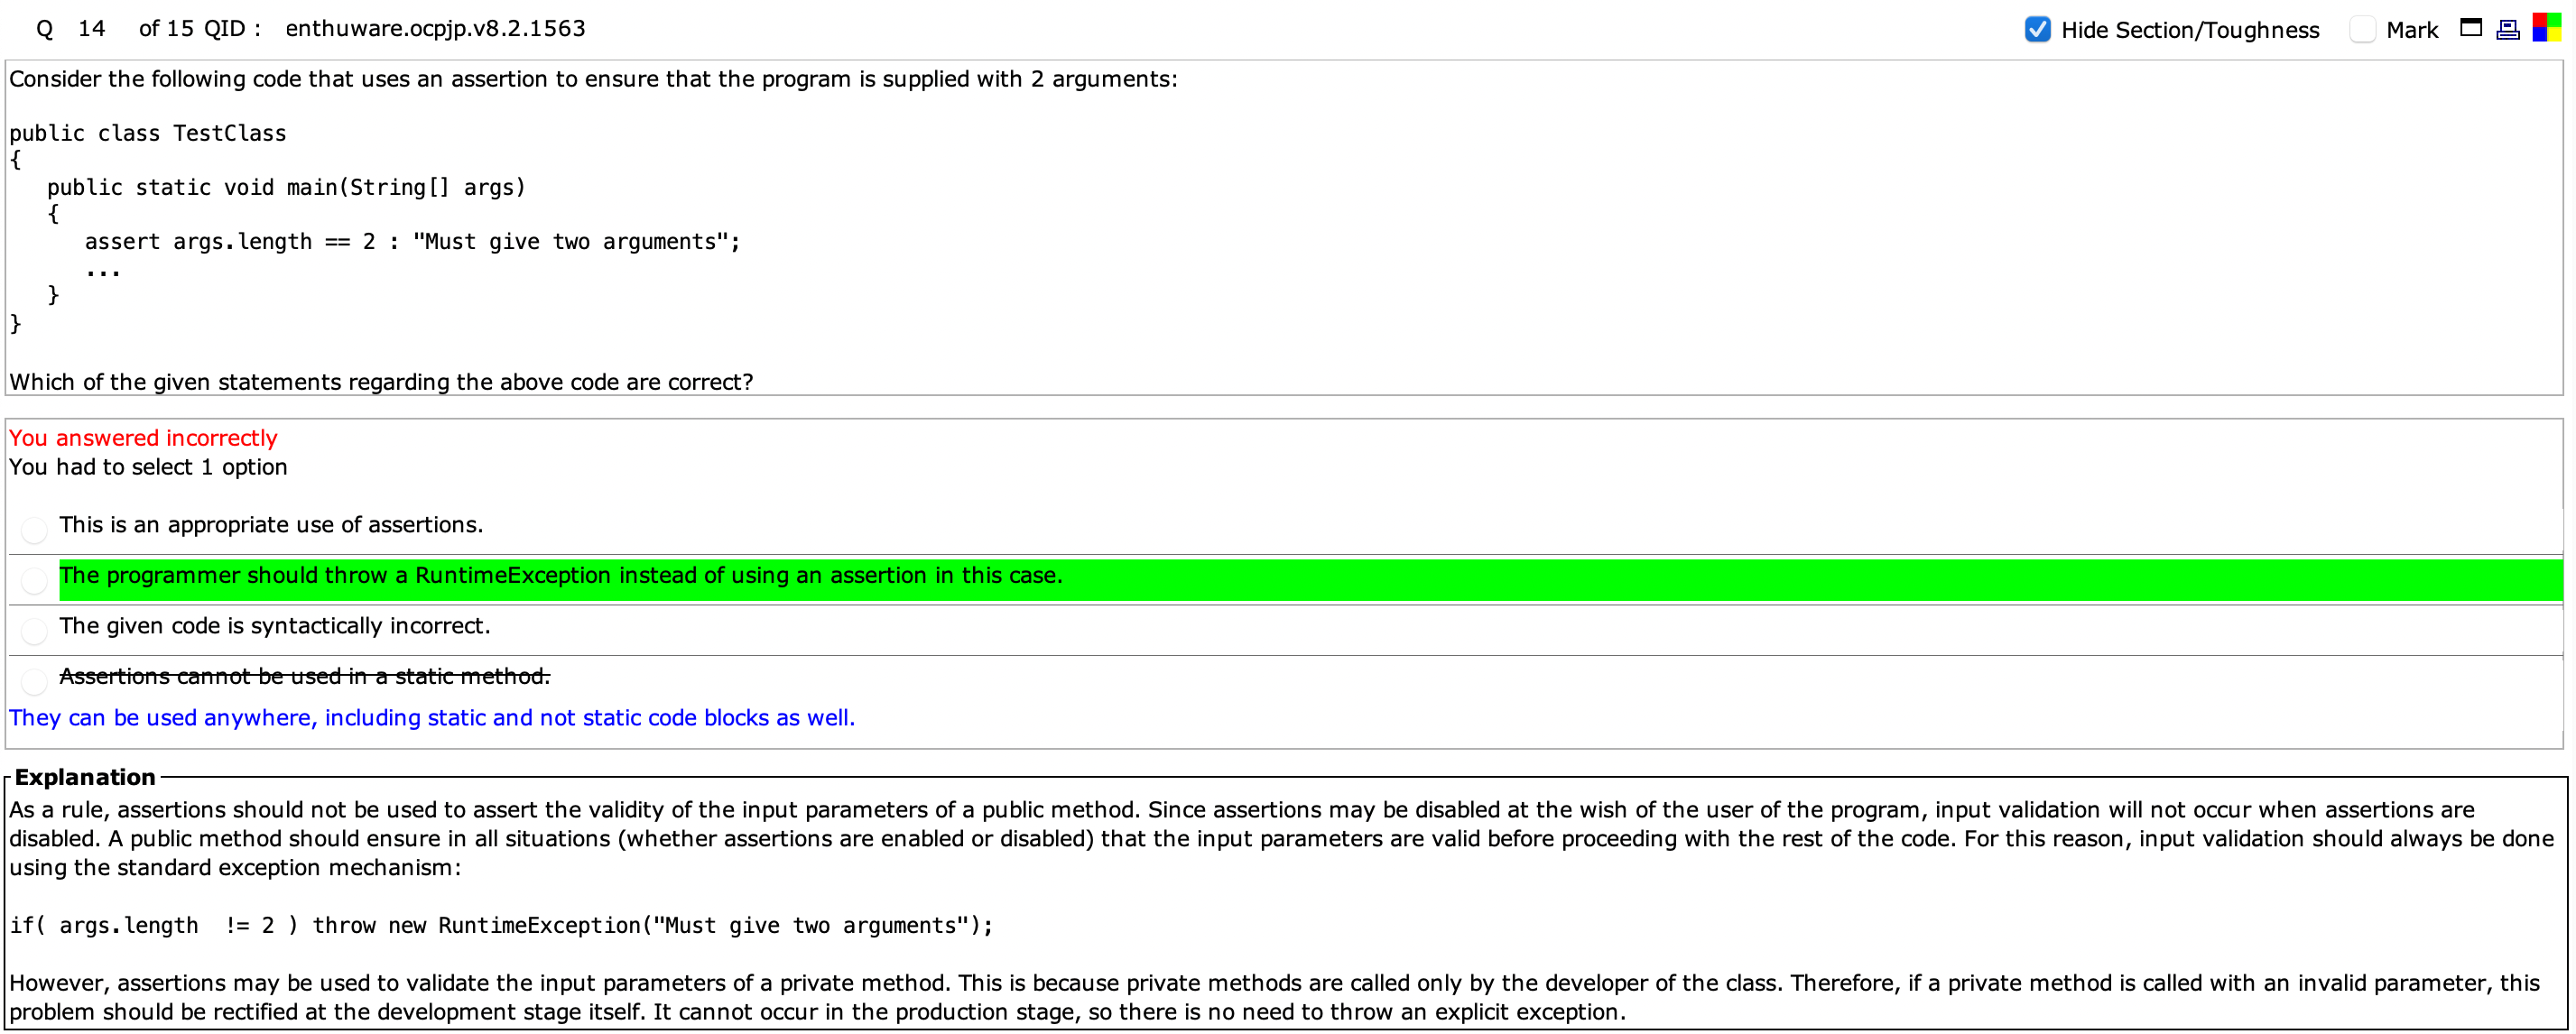 Q 14 of 15 QID : enthuware.ocpjp.v8.2.1563 Hide Section/Toughness Mark
Consider the following code that uses an assertion to ensure that the program is supplied with 2 arguments:
public class TestClass
{
   public static void main(String[] args)
   {
      assert args.length == 2 : "Must give two arguments";
      ...
   }
}
Which of the given statements regarding the above code are correct?
You answered incorrectly
You had to select 1 option
This is an appropriate use of assertions.
The programmer should throw a RuntimeException instead of using an assertion in this case.
The given code is syntactically incorrect.
Assertions cannot be used in a static method.
They can be used anywhere, including static and not static code blocks as well.
Explanation
As a rule, assertions should not be used to assert the validity of the input parameters of a public method. Since assertions may be disabled at the wish of the user of the program, input validation will not occur when assertions are
disabled. A public method should ensure in all situations (whether assertions are enabled or disabled) that the input parameters are valid before proceeding with the rest of the code. For this reason, input validation should always be done
using the standard exception mechanism:
if( args.length  != 2 ) throw new RuntimeException("Must give two arguments");
However, assertions may be used to validate the input parameters of a private method. This is because private methods are called only by the developer of the class. Therefore, if a private method is called with an invalid parameter, this
problem should be rectified at the development stage itself. It cannot occur in the production stage, so there is no need to throw an explicit exception.